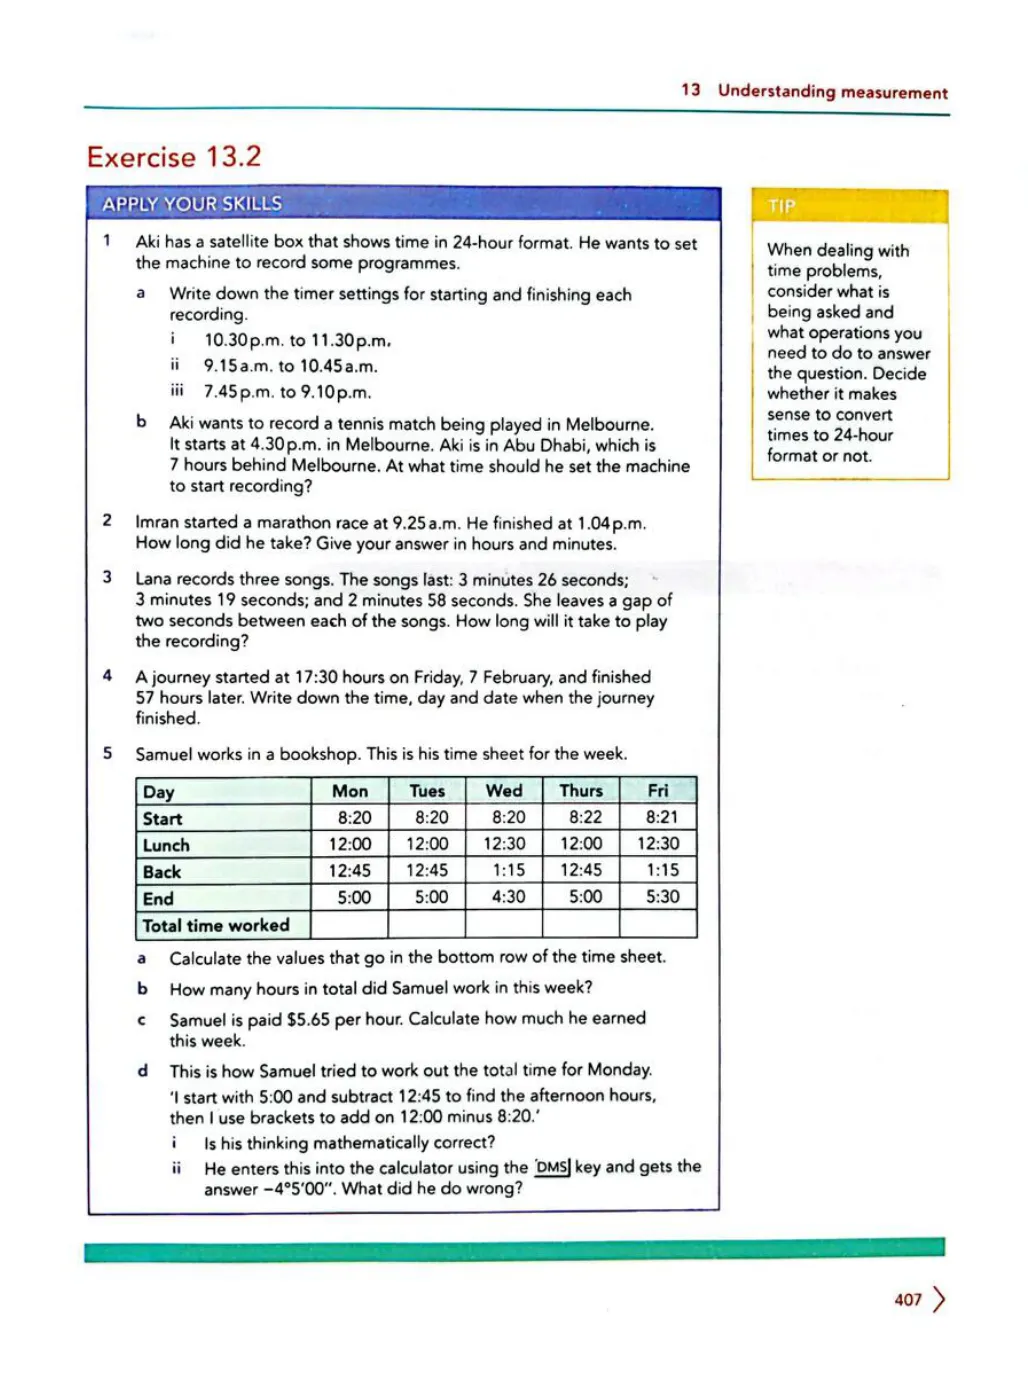 13 Understanding measurement
Exercise 13.2
APPLY YOUR SKILLS
1 Aki has a satellite box that shows time in 24-hour format. He wants to set
the machine to record some programmes.
a Write down the timer settings for starting and finishing each
recording.
i 10.30 p.m. to 11.30 p.m.
ii 9.15 a.m. to 10.45 a.m.
iii 7.45 p.m. to 9.10 p.m.
b Aki wants to record a tennis match being played in Melbourne.
It starts at 4.30 p.m. in Melbourne. Aki is in Abu Dhabi, which is
7 hours behind Melbourne. At what time should he set the machine
to start recording?
2 Imran started a marathon race at 9.25 a.m. He finished at 1.04 p.m.
How long did he take? Give your answer in hours and minutes.
3 Lana records three songs. The songs last: 3 minutes 26 seconds;
3 minutes 19 seconds; and 2 minutes 58 seconds. She leaves a gap of
two seconds between each of the songs. How long will it take to play
the recording?
4 A journey started at 17:30 hours on Friday, 7 February, and finished
57 hours later. Write down the time, day and date when the journey
finished.
5 Samuel works in a bookshop. This is his time sheet for the week.
Day Mon Tues Wed Thurs Fri
Start 8:20 8:20 8:20 8:22 8:21
Lunch 12:00 12:00 12:30 12:00 12:30
Back 12:45 12:45 1:15 12:45 1:15
End 5:00 5:00 4:30 5:00 5:30
Total time worked
a Calculate the values that go in the bottom row of the time sheet.
b How many hours in total did Samuel work in this week?
c Samuel is paid $5.65 per hour. Calculate how much he earned
this week.
d This is how Samuel tried to work out the total time for Monday.
'I start with 5:00 and subtract 12:45 to find the afternoon hours,
then I use brackets to add on 12:00 minus 8:20.'
i Is his thinking mathematically correct?
ii He enters this into the calculator using the DMS key and gets the
answer −4°5'00". What did he do wrong?
TIP
When dealing with
time problems,
consider what is
being asked and
what operations you
need to do to answer
the question. Decide
whether it makes
sense to convert
times to 24-hour
format or not.
407